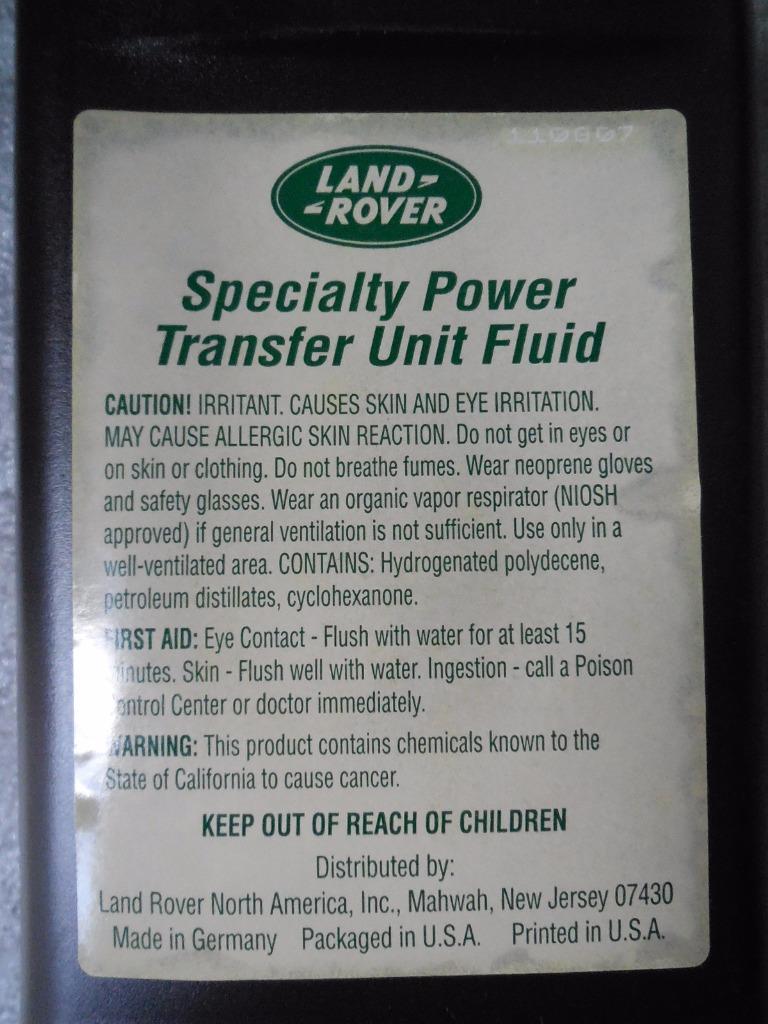 110807
LAND-
-ROVER
Specialty Power
Transfer Unit Fluid
CAUTION! IRRITANT. CAUSES SKIN AND EYE IRRITATION.
MAY CAUSE ALLERGIC SKIN REACTION. Do not get in eyes or
on skin or clothing. Do not breathe fumes. Wear neoprene gloves
and safety glasses. Wear an organic vapor respirator (NIOSH
approved) if general ventilation is not sufficient. Use only in a
well-ventilated area. CONTAINS: Hydrogenated polydecene,
petroleum distillates, cyclohexanone.
FIRST AID: Eye Contact - Flush with water for at least 15
minutes. Skin - Flush well with water. Ingestion - call a Poison
Control Center or doctor immediately.
WARNING: This product contains chemicals known to the
State of California to cause cancer.
KEEP OUT OF REACH OF CHILDREN
Distributed by:
Land Rover North America, Inc., Mahwah, New Jersey 07430
Made in Germany Packaged in U.S.A. Printed in U.S.A.